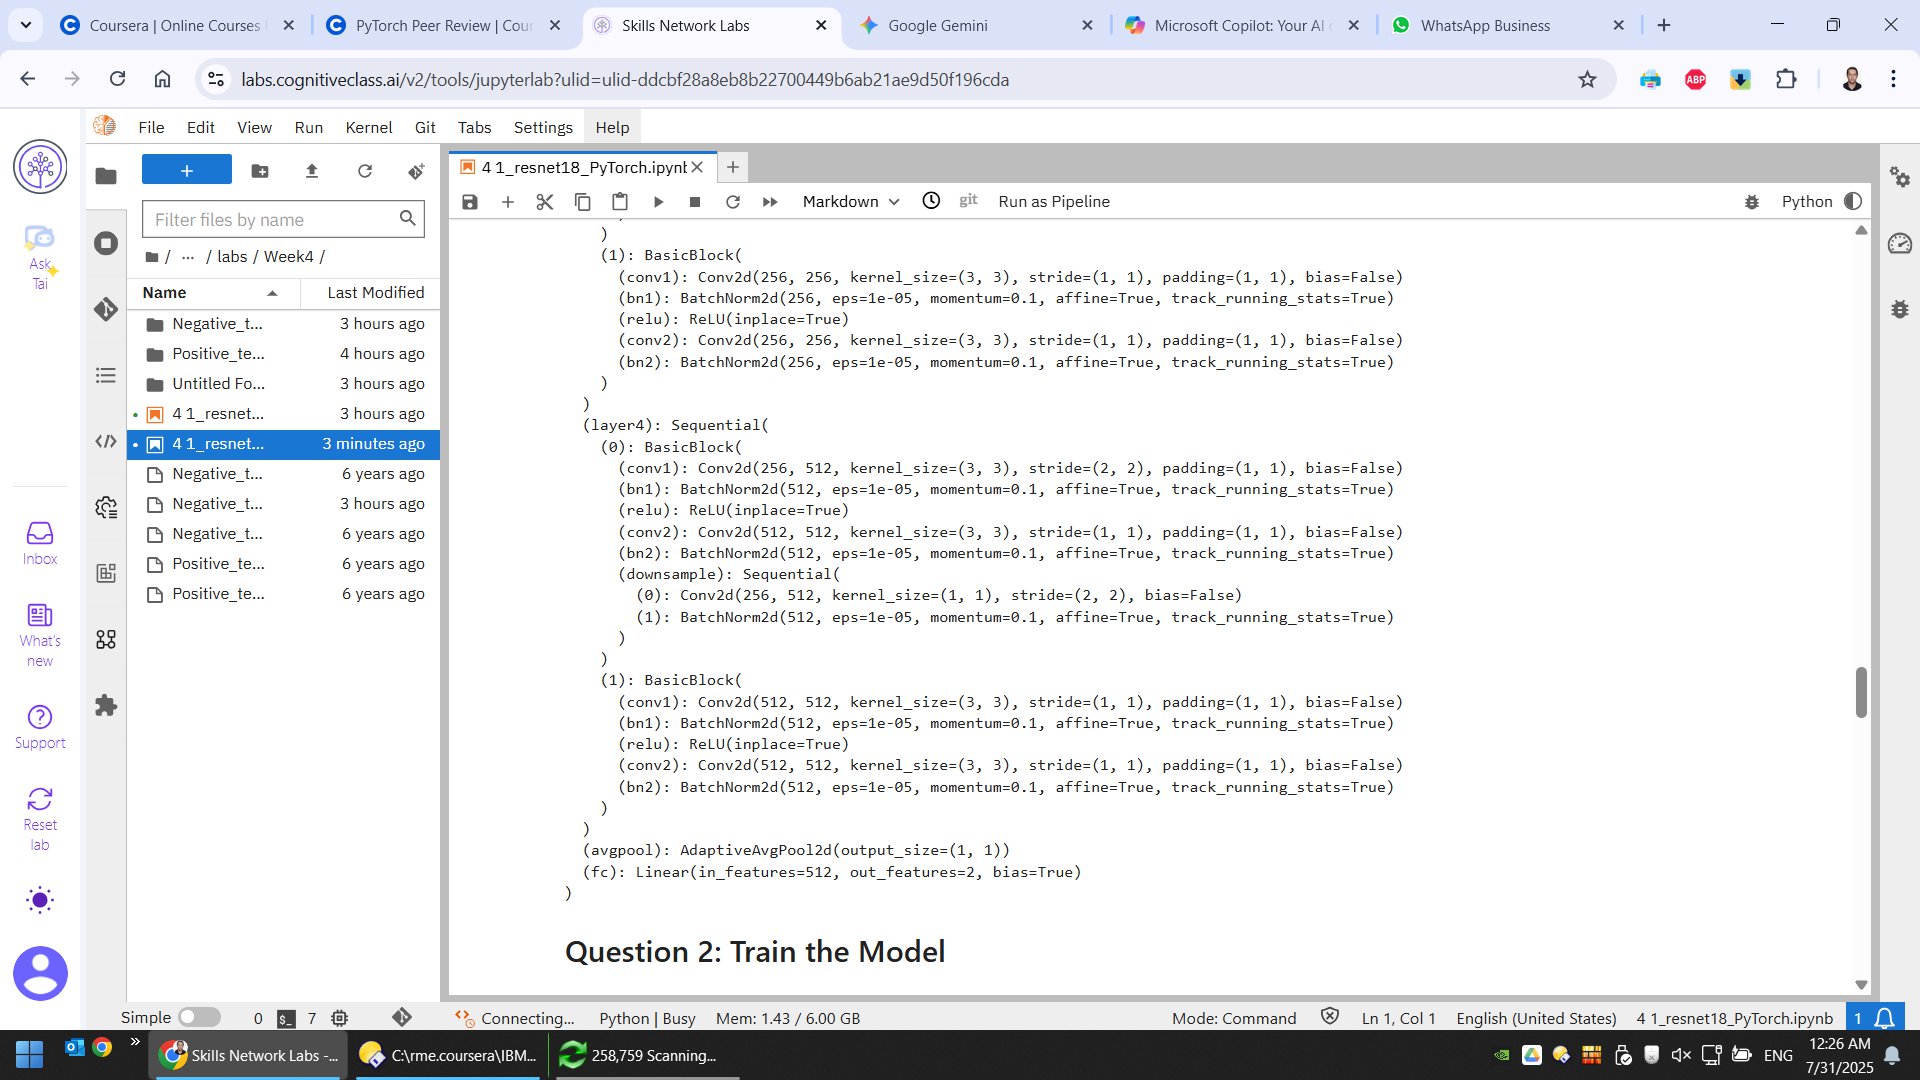 Coursera | Online Courses
PyTorch Peer Review | Cour
Skills Network Labs
Google Gemini
Microsoft Copilot: Your AI
WhatsApp Business
labs.cognitiveclass.ai/v2/tools/jupyterlab?ulid=ulid-ddcbf28a8eb8b22700449b6ab21ae9d50f196cda
ABP
File Edit View Run Kernel Git Tabs Settings Help
4 1_resnet18_PyTorch.ipynb
Markdown
git
Run as Pipeline
Python
Filter files by name
/ ... / labs / Week4 /
Name Last Modified
Negative_t... 3 hours ago
Positive_te... 4 hours ago
Untitled Fo... 3 hours ago
4 1_resnet... 3 hours ago
4 1_resnet... 3 minutes ago
Negative_t... 6 years ago
Negative_t... 3 hours ago
Negative_t... 6 years ago
Positive_te... 6 years ago
Positive_te... 6 years ago
Ask
Tai
Inbox
What's
new
Support
Reset
lab
)
(1): BasicBlock(
(conv1): Conv2d(256, 256, kernel_size=(3, 3), stride=(1, 1), padding=(1, 1), bias=False)
(bn1): BatchNorm2d(256, eps=1e-05, momentum=0.1, affine=True, track_running_stats=True)
(relu): ReLU(inplace=True)
(conv2): Conv2d(256, 256, kernel_size=(3, 3), stride=(1, 1), padding=(1, 1), bias=False)
(bn2): BatchNorm2d(256, eps=1e-05, momentum=0.1, affine=True, track_running_stats=True)
)
)
(layer4): Sequential(
(0): BasicBlock(
(conv1): Conv2d(256, 512, kernel_size=(3, 3), stride=(2, 2), padding=(1, 1), bias=False)
(bn1): BatchNorm2d(512, eps=1e-05, momentum=0.1, affine=True, track_running_stats=True)
(relu): ReLU(inplace=True)
(conv2): Conv2d(512, 512, kernel_size=(3, 3), stride=(1, 1), padding=(1, 1), bias=False)
(bn2): BatchNorm2d(512, eps=1e-05, momentum=0.1, affine=True, track_running_stats=True)
(downsample): Sequential(
(0): Conv2d(256, 512, kernel_size=(1, 1), stride=(2, 2), bias=False)
(1): BatchNorm2d(512, eps=1e-05, momentum=0.1, affine=True, track_running_stats=True)
)
)
(1): BasicBlock(
(conv1): Conv2d(512, 512, kernel_size=(3, 3), stride=(1, 1), padding=(1, 1), bias=False)
(bn1): BatchNorm2d(512, eps=1e-05, momentum=0.1, affine=True, track_running_stats=True)
(relu): ReLU(inplace=True)
(conv2): Conv2d(512, 512, kernel_size=(3, 3), stride=(1, 1), padding=(1, 1), bias=False)
(bn2): BatchNorm2d(512, eps=1e-05, momentum=0.1, affine=True, track_running_stats=True)
)
)
(avgpool): AdaptiveAvgPool2d(output_size=(1, 1))
(fc): Linear(in_features=512, out_features=2, bias=True)
)
Question 2: Train the Model
Simple 0 7 Connecting... Python | Busy Mem: 1.43 / 6.00 GB Mode: Command Ln 1, Col 1 English (United States) 4 1_resnet18_PyTorch.ipynb 1
Skills Network Labs -...
C:\rme.coursera\IBM...
258,759 Scanning...
ENG
12:26 AM
7/31/2025